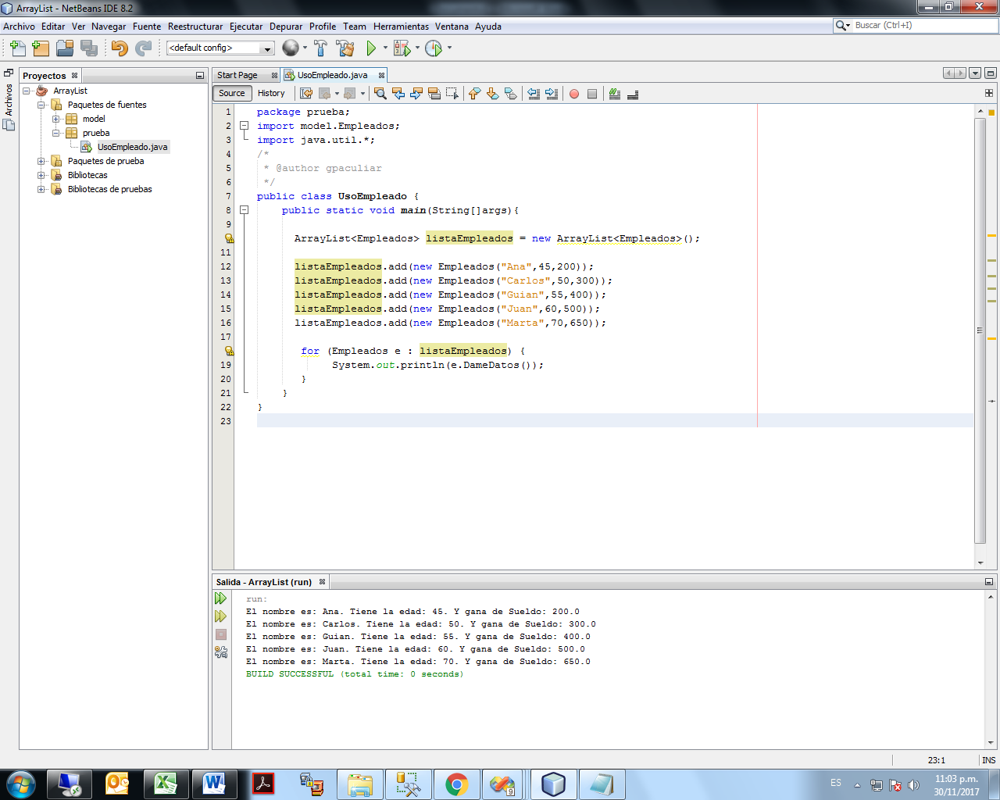 ArrayList - NetBeans IDE 8.2
Archivo Editar Ver Navegar Fuente Reestructurar Ejecutar Depurar Profile Team Herramientas Ventana Ayuda
Buscar (Ctrl+I)
<default config>
Archivos
Proyectos
ArrayList
Paquetes de fuentes
model
prueba
UsoEmpleado.java
Paquetes de prueba
Bibliotecas
Bibliotecas de pruebas
Start Page UsoEmpleado.java
Source History
1 package prueba;
2 import model.Empleados;
3 import java.util.*;
4 /*
5 * @author gpaculiar
6 */
7 public class UsoEmpleado {
8 public static void main(String[]args){
9
ArrayList<Empleados> listaEmpleados = new ArrayList<Empleados>();
11
12 listaEmpleados.add(new Empleados("Ana",45,200));
13 listaEmpleados.add(new Empleados("Carlos",50,300));
14 listaEmpleados.add(new Empleados("Guian",55,400));
15 listaEmpleados.add(new Empleados("Juan",60,500));
16 listaEmpleados.add(new Empleados("Marta",70,650));
17
for (Empleados e : listaEmpleados) {
19 System.out.println(e.DameDatos());
20 }
21 }
22 }
23
Salida - ArrayList (run)
run:
El nombre es: Ana. Tiene la edad: 45. Y gana de Sueldo: 200.0
El nombre es: Carlos. Tiene la edad: 50. Y gana de Sueldo: 300.0
El nombre es: Guian. Tiene la edad: 55. Y gana de Sueldo: 400.0
El nombre es: Juan. Tiene la edad: 60. Y gana de Sueldo: 500.0
El nombre es: Marta. Tiene la edad: 70. Y gana de Sueldo: 650.0
BUILD SUCCESSFUL (total time: 0 seconds)
23:1 INS
9
ES
11:03 p.m.
30/11/2017